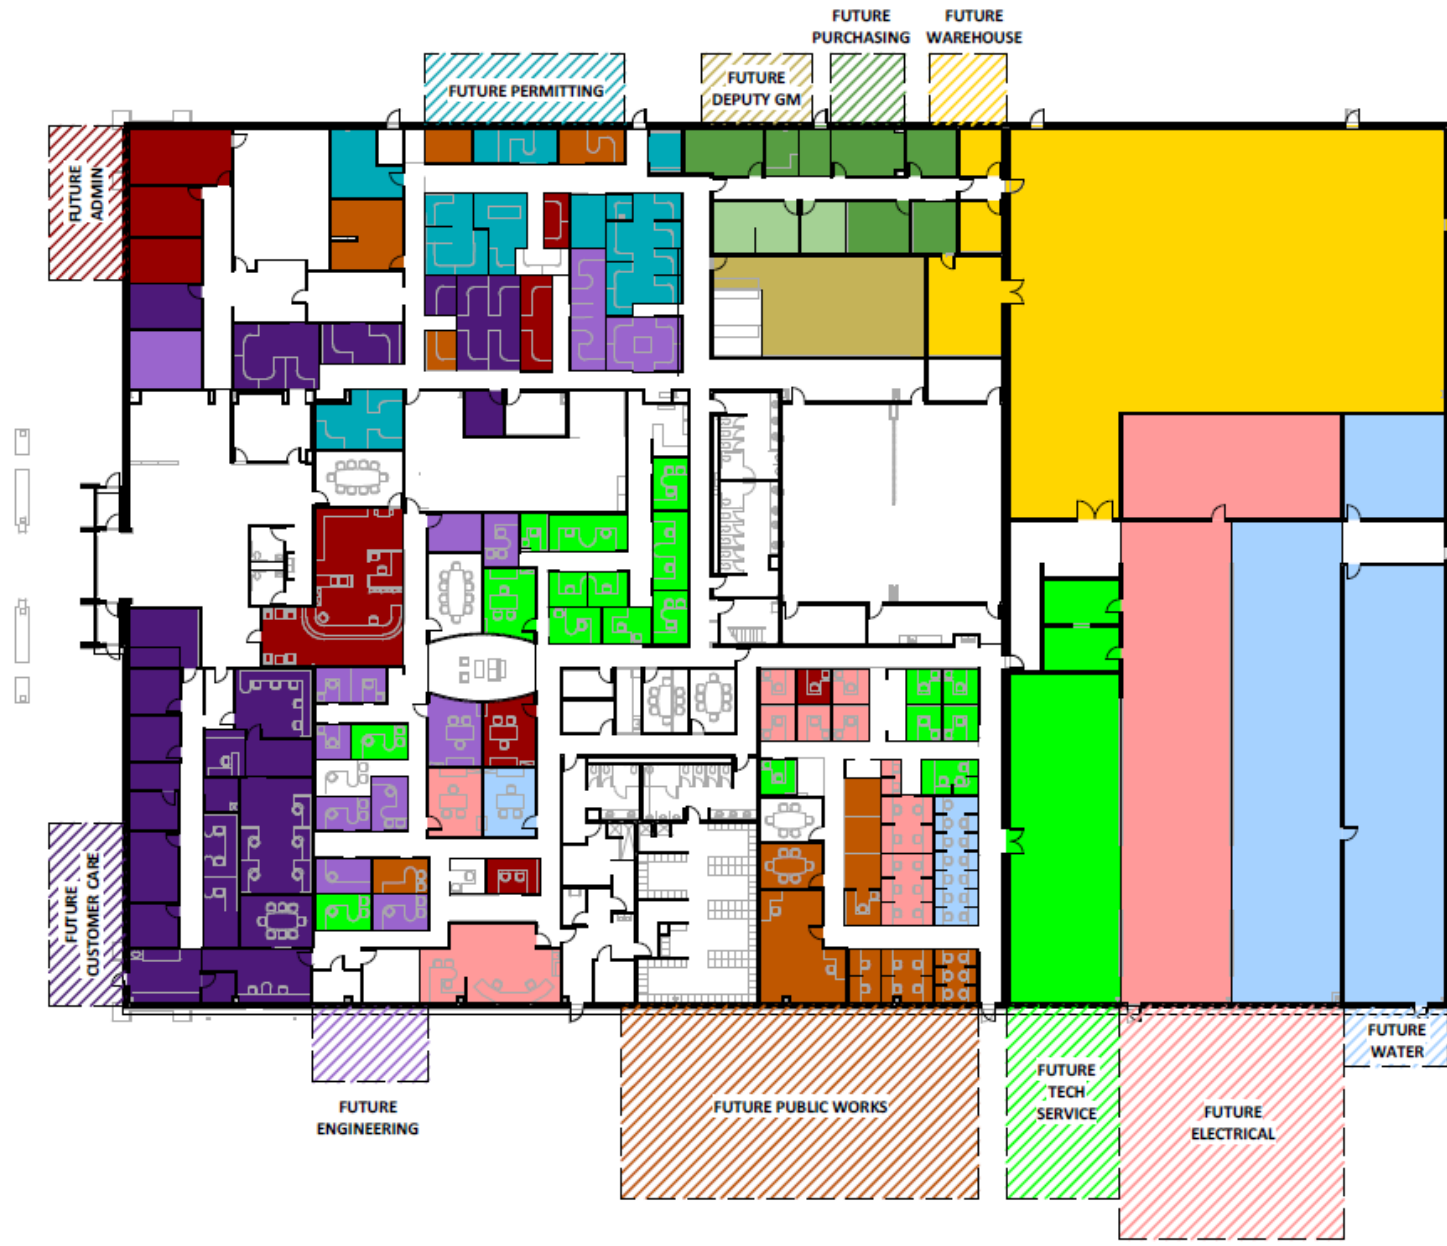 FUTURE
PURCHASING
FUTURE
WAREHOUSE
FUTURE PERMITTING
FUTURE
DEPUTY GM
FUTURE
ADMIN
FUTURE
CUSTOMER CARE
FUTURE
ENGINEERING
FUTURE PUBLIC WORKS
FUTURE
TECH
SERVICE
FUTURE
ELECTRICAL
FUTURE
WATER